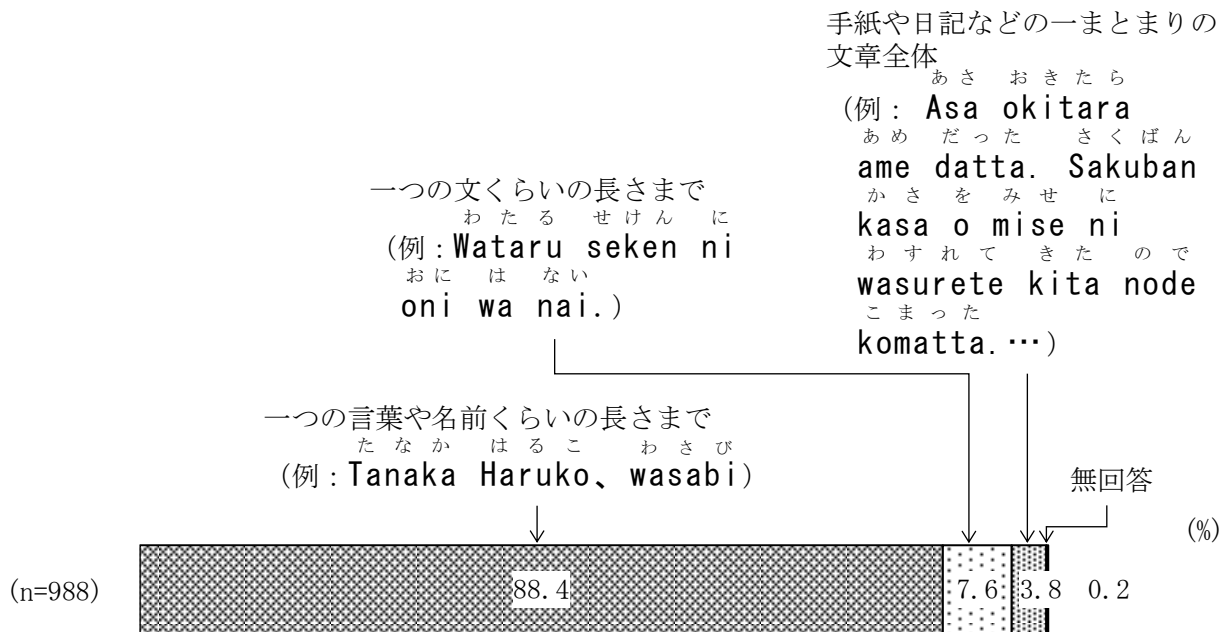 手紙や日記などの一まとまりの
文章全体
あさ おきたら
(例: Asa okitara
あめ だった さくばん
ame datta. Sakuban
かさ を みせ に
kasa o mise ni
わすれて きた ので
wasurete kita node
こまった
komatta.…)
一つの文くらいの長さまで
わたる せけん に
(例:Wataru seken ni
おに は ない
oni wa nai.)
一つの言葉や名前くらいの長さまで
たなか はるこ わさび
(例:Tanaka Haruko、wasabi)
無回答
(%)
(n=988) 88.4 7.6 3.8 0.2